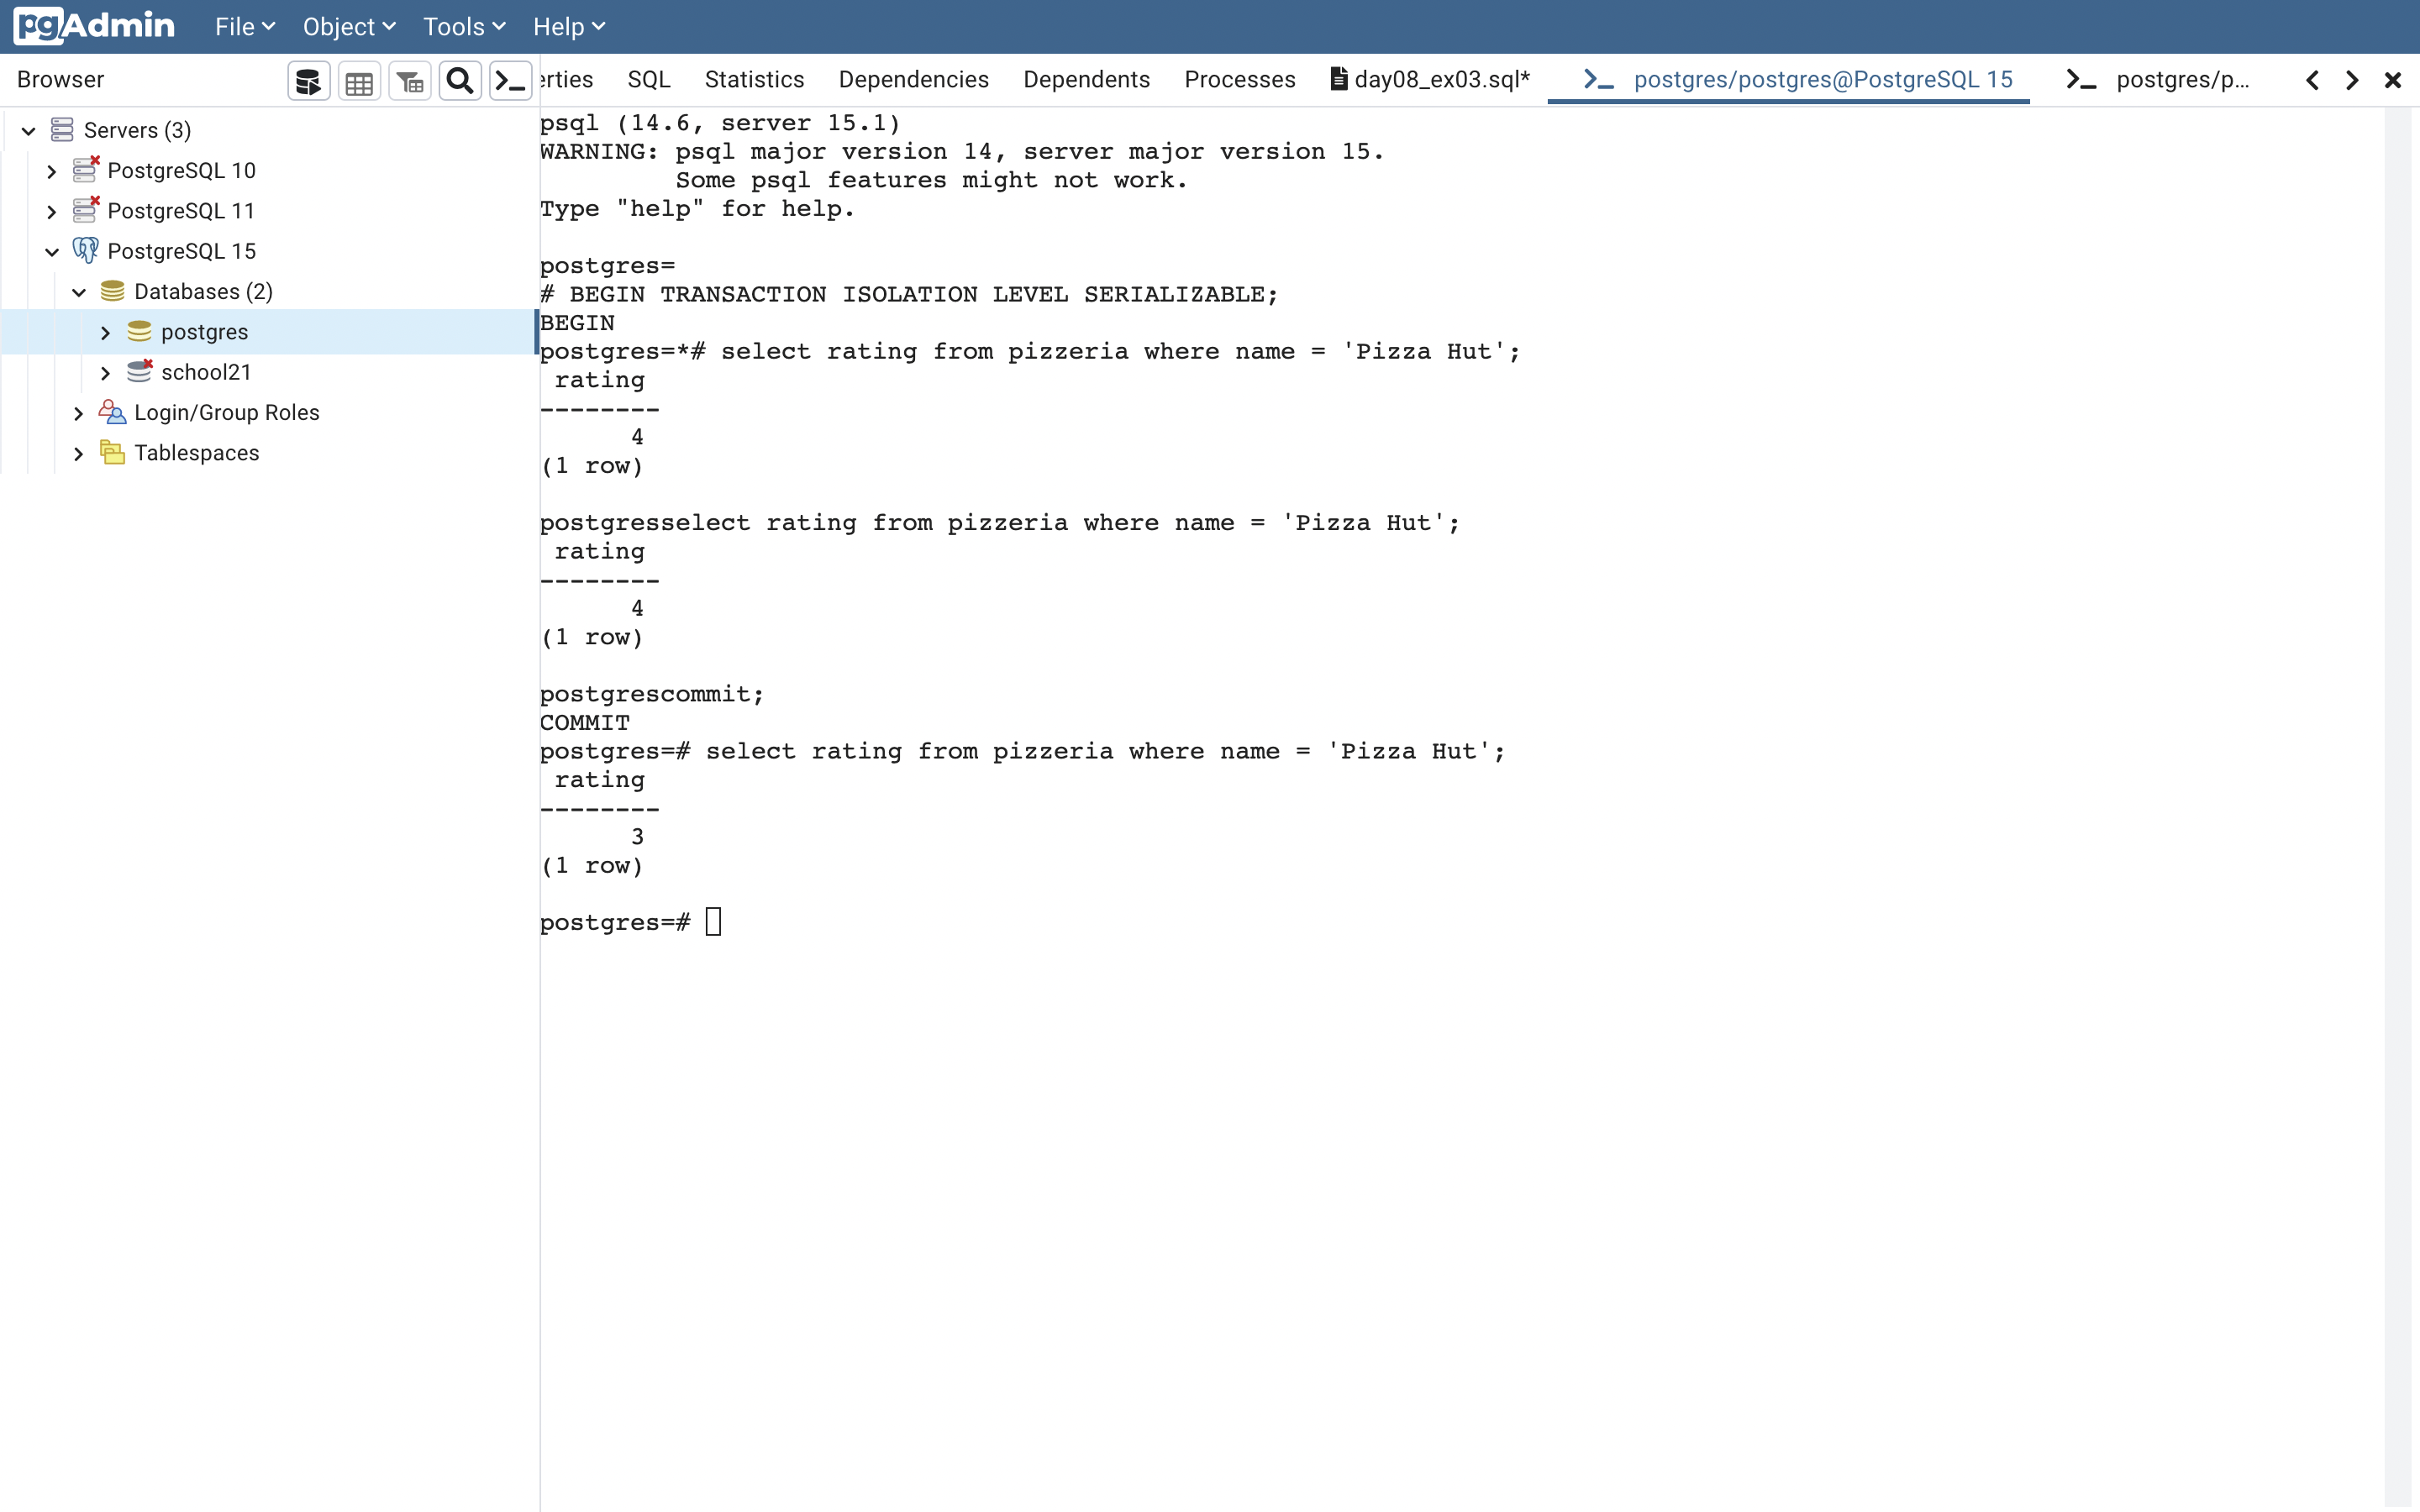 pgAdmin File Object Tools Help
Browser
erties SQL Statistics Dependencies Dependents Processes day08_ex03.sql* postgres/postgres@PostgreSQL 15 postgres/p...
Servers (3)
PostgreSQL 10
PostgreSQL 11
PostgreSQL 15
Databases (2)
postgres
school21
Login/Group Roles
Tablespaces
psql (14.6, server 15.1)
WARNING: psql major version 14, server major version 15.
         Some psql features might not work.
Type "help" for help.

postgres=
# BEGIN TRANSACTION ISOLATION LEVEL SERIALIZABLE;
BEGIN
postgres=*# select rating from pizzeria where name = 'Pizza Hut';
 rating
--------
      4
(1 row)

postgresselect rating from pizzeria where name = 'Pizza Hut';
 rating
--------
      4
(1 row)

postgrescommit;
COMMIT
postgres=# select rating from pizzeria where name = 'Pizza Hut';
 rating
--------
      3
(1 row)

postgres=#